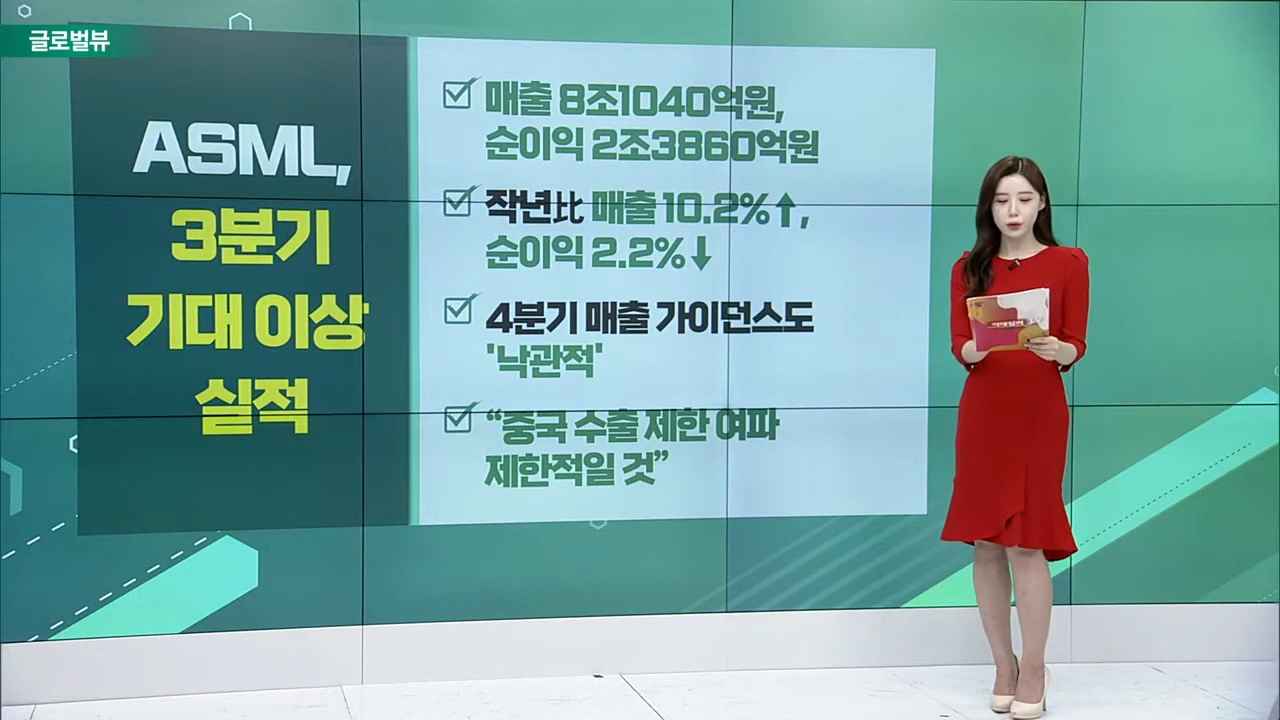 글로벌뷰
ASML,
3분기
기대 이상
실적
매출 8조1040억원,
순이익 2조3860억원
작년比 매출 10.2%↑,
순이익 2.2%↓
4분기 매출 가이던스도
'낙관적'
“중국 수출 제한 여파
제한적일 것”